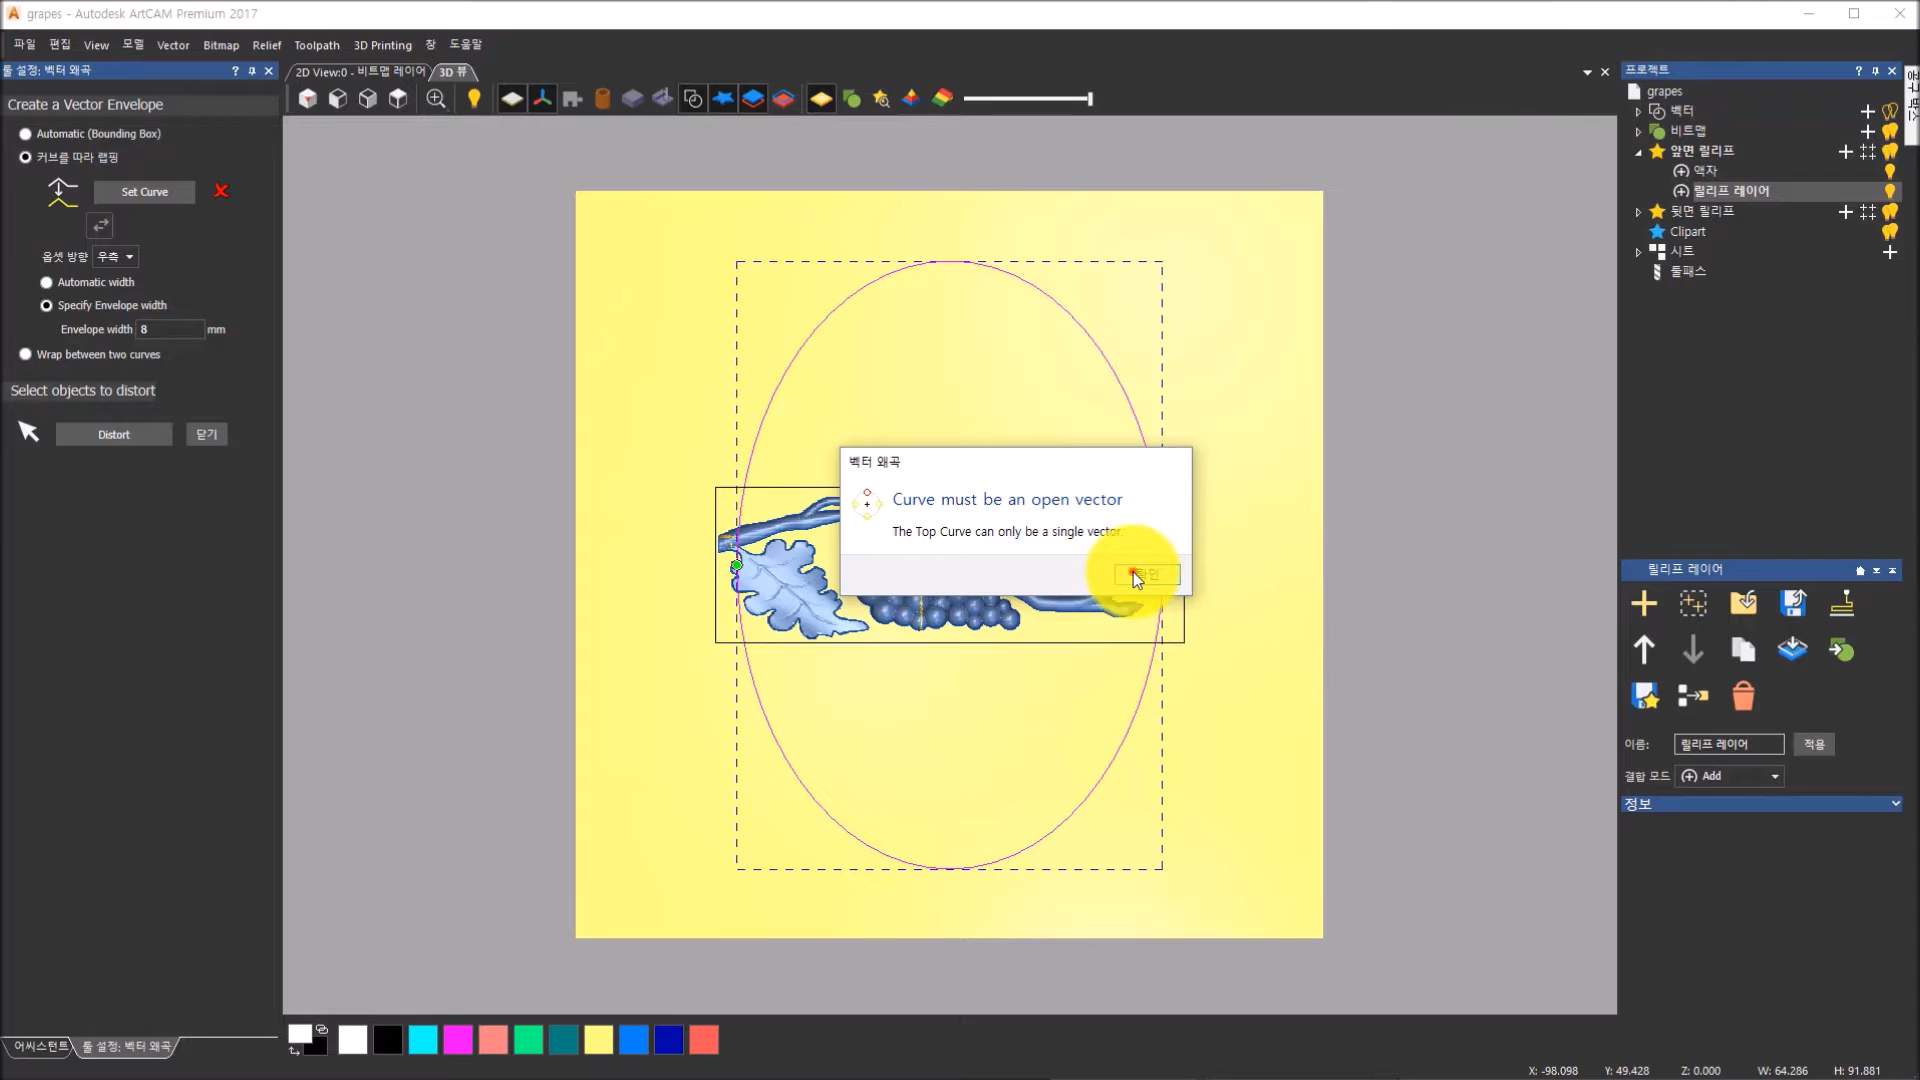 grapes - Autodesk ArtCAM Premium 2017
파일 편집 View 모델 Vector Bitmap Relief Toolpath 3D Printing 창 도움말
툴 설정: 벡터 왜곡
Create a Vector Envelope
Automatic (Bounding Box)
커브를 따라 랩핑
Set Curve
옵셋 방향 우측
Automatic width
Specify Envelope width
Envelope width 8 mm
Wrap between two curves
Select objects to distort
Distort 닫기
어씨스턴트 툴 설정: 벡터 왜곡
2D View:0 - 비트맵 레이어 3D 뷰
벡터 왜곡
Curve must be an open vector
The Top Curve can only be a single vector.
프로젝트
grapes
벡터
비트맵
앞면 릴리프
액자
릴리프 레이어
뒷면 릴리프
Clipart
시트
툴패스
릴리프 레이어
이름: 릴리프 레이어 적용
결합 모드 Add
정보
X: -98.098 Y: 49.428 Z: 0.000 W: 64.286 H: 91.881